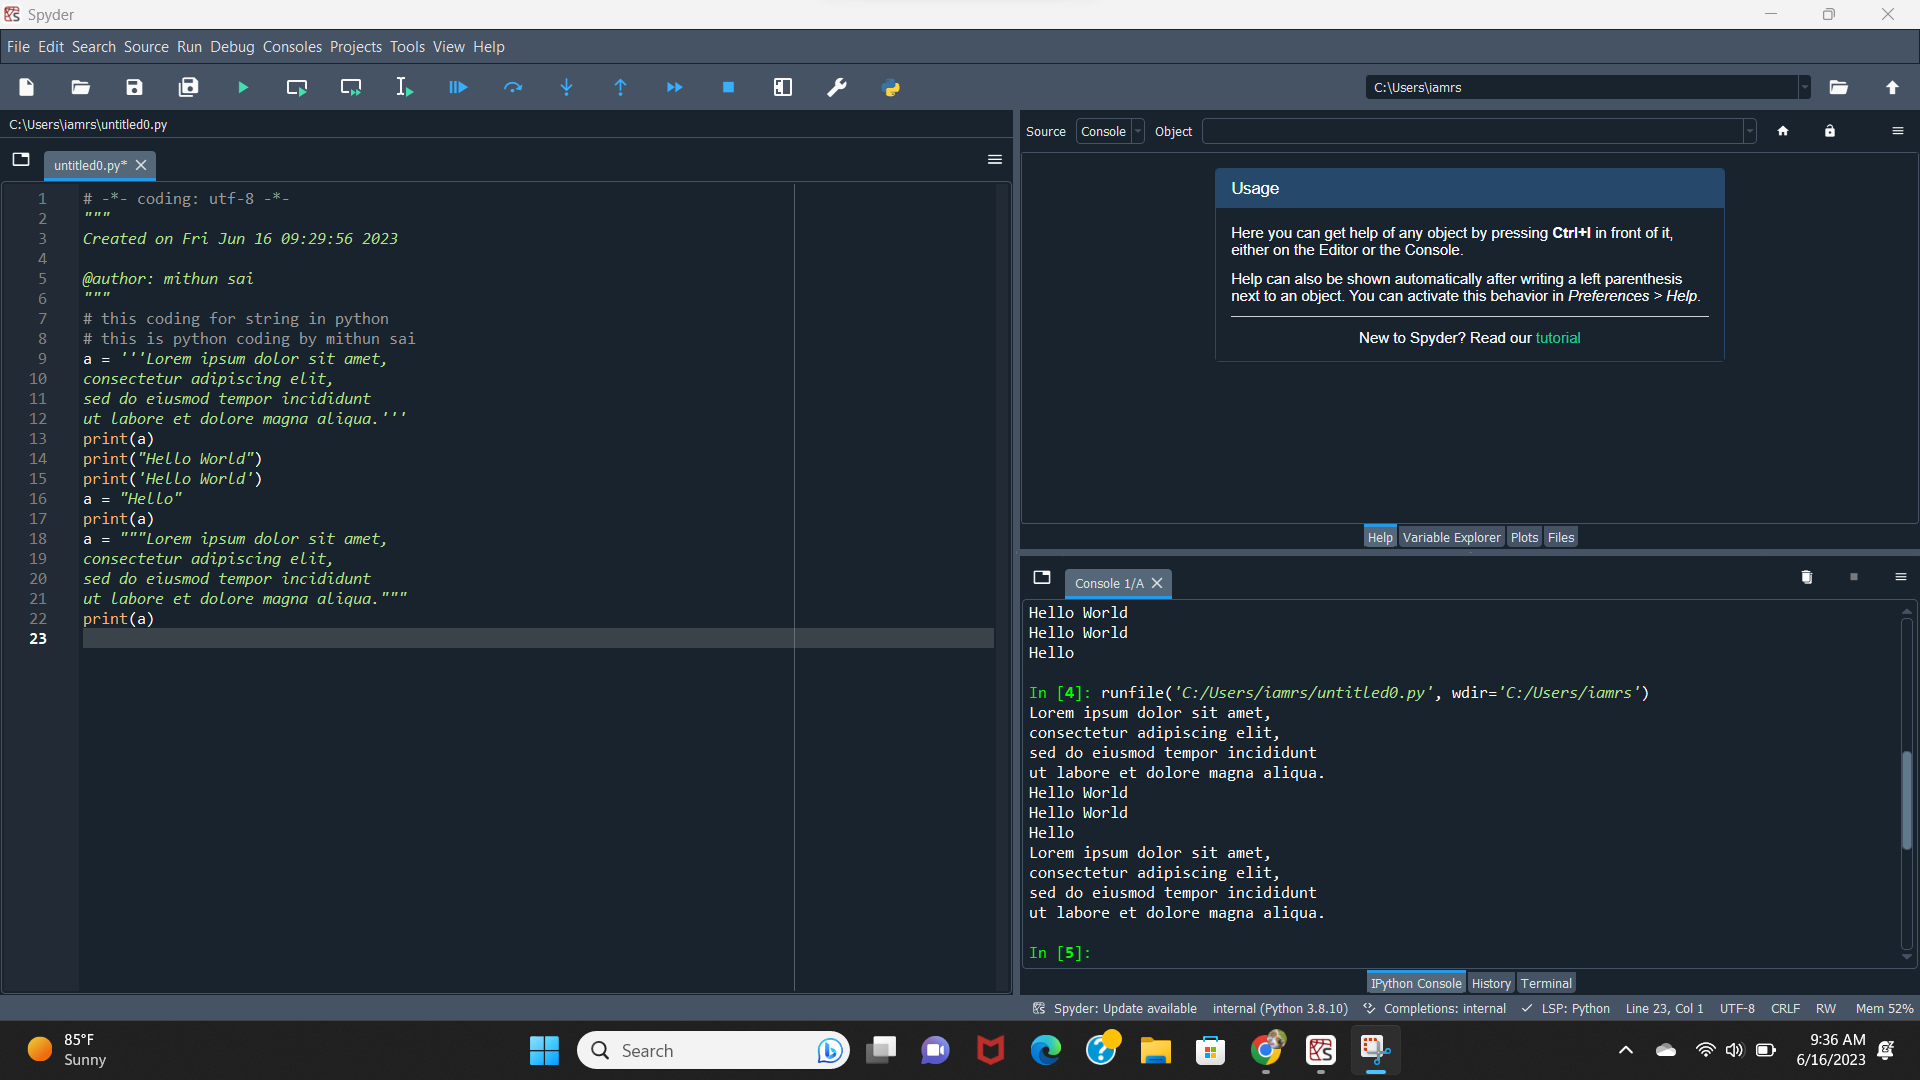 Spyder
File Edit Search Source Run Debug Consoles Projects Tools View Help
C:\Users\iamrs
C:\Users\iamrs\untitled0.py
untitled0.py*
1 # -*- coding: utf-8 -*-
2 """
3 Created on Fri Jun 16 09:29:56 2023
4
5 @author: mithun sai
6 """
7 # this coding for string in python
8 # this is python coding by mithun sai
9 a = '''Lorem ipsum dolor sit amet,
10 consectetur adipiscing elit,
11 sed do eiusmod tempor incididunt
12 ut labore et dolore magna aliqua.'''
13 print(a)
14 print("Hello World")
15 print('Hello World')
16 a = "Hello"
17 print(a)
18 a = """Lorem ipsum dolor sit amet,
19 consectetur adipiscing elit,
20 sed do eiusmod tempor incididunt
21 ut labore et dolore magna aliqua."""
22 print(a)
23
Source Console Object
Usage
Here you can get help of any object by pressing Ctrl+I in front of it,
either on the Editor or the Console.
Help can also be shown automatically after writing a left parenthesis
next to an object. You can activate this behavior in Preferences > Help.
New to Spyder? Read our tutorial
Help Variable Explorer Plots Files
Console 1/A
Hello World
Hello World
Hello
In [4]: runfile('C:/Users/iamrs/untitled0.py', wdir='C:/Users/iamrs')
Lorem ipsum dolor sit amet,
consectetur adipiscing elit,
sed do eiusmod tempor incididunt
ut labore et dolore magna aliqua.
Hello World
Hello World
Hello
Lorem ipsum dolor sit amet,
consectetur adipiscing elit,
sed do eiusmod tempor incididunt
ut labore et dolore magna aliqua.
In [5]:
IPython Console History Terminal
Spyder: Update available internal (Python 3.8.10) Completions: internal LSP: Python Line 23, Col 1 UTF-8 CRLF RW Mem 52%
85°F
Sunny
Search
9:36 AM
6/16/2023